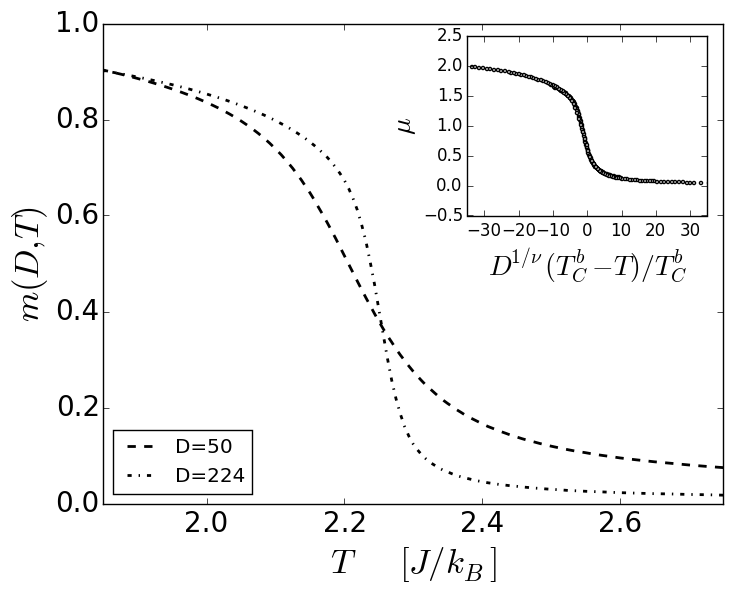 1.0
0.8
0.6
0.4
0.2
0.0
m(D,T)
2.0 2.2 2.4 2.6
T [J/k_B]
D=50
D=224
2.5
2.0
1.5
1.0
0.5
0.0
−0.5
μ
−30 −20 −10 0 10 20 30
D^{1/ν}(T_C^b−T)/T_C^b